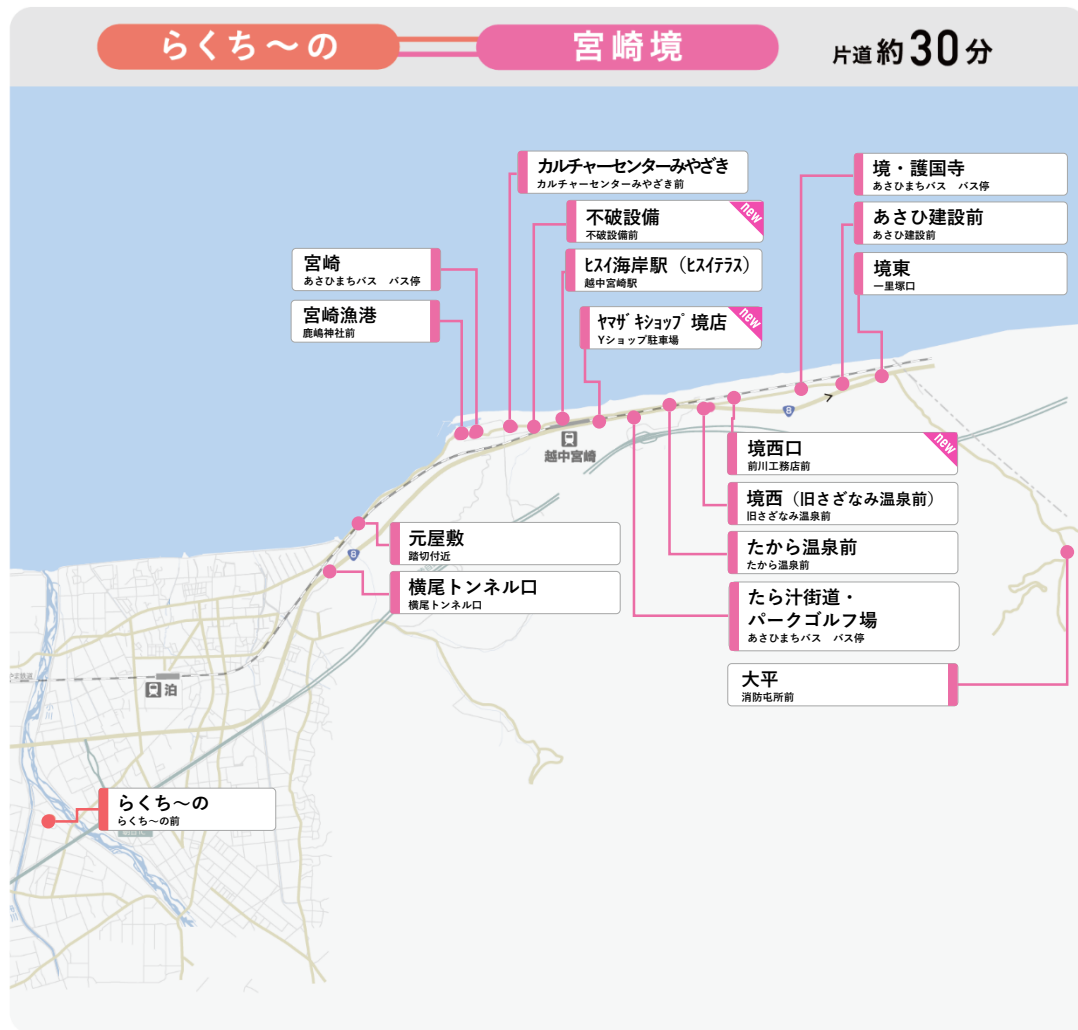 らくち〜の
宮崎境
片道 約30分
カルチャーセンターみやざき
カルチャーセンターみやざき前
境・護国寺
あさひまちバス バス停
不破設備
不破設備前
new
あさひ建設前
あさひ建設前
宮崎
あさひまちバス バス停
ヒスイ海岸駅（ヒスイテラス）
越中宮崎駅
境東
一里塚口
宮崎漁港
鹿嶋神社前
ヤマザキショップ 境店
Yショップ駐車場
new
8
越中宮崎
境西口
前川工務店前
new
境西（旧さざなみ温泉前）
旧さざなみ温泉前
元屋敷
踏切付近
8
たから温泉前
たから温泉前
横尾トンネル口
横尾トンネル口
たら汁街道・
パークゴルフ場
あさひまちバス バス停
大平
消防屯所前
泊
小川
らくち〜の
らくち〜の前